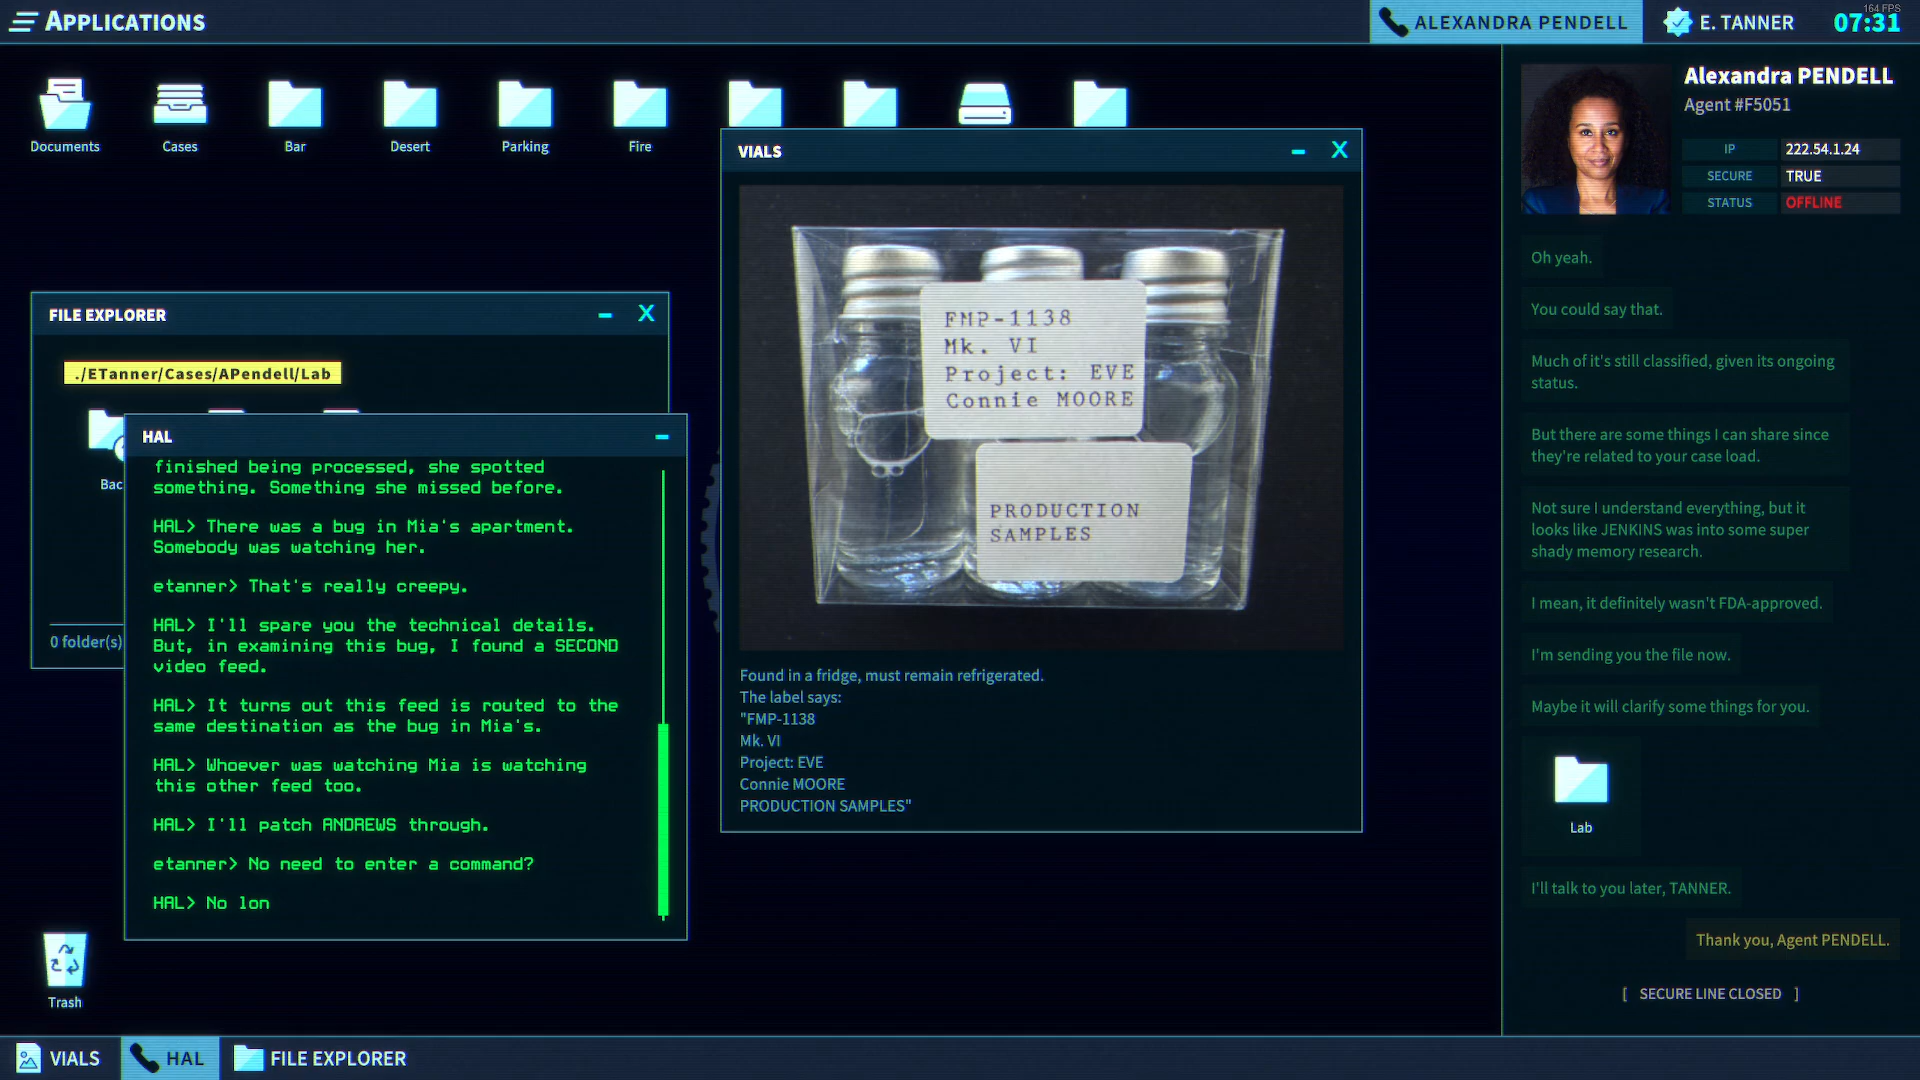 APPLICATIONS
ALEXANDRA PENDELL
E. TANNER
164 FPS
07:31
Documents
Cases
Bar
Desert
Parking
Fire
FILE EXPLORER
./ETanner/Cases/APendell/Lab
Bac
0 folder(s)
HAL
finished being processed, she spotted
something. Something she missed before.
HAL> There was a bug in Mia's apartment.
Somebody was watching her.
etanner> That's really creepy.
HAL> I'll spare you the technical details.
But, in examining this bug, I found a SECOND
video feed.
HAL> It turns out this feed is routed to the
same destination as the bug in Mia's.
HAL> Whoever was watching Mia is watching
this other feed too.
HAL> I'll patch ANDREWS through.
etanner> No need to enter a command?
HAL> No lon
VIALS
FMP-1138
Mk. VI
Project: EVE
Connie MOORE
PRODUCTION
SAMPLES
Found in a fridge, must remain refrigerated.
The label says:
"FMP-1138
Mk. VI
Project: EVE
Connie MOORE
PRODUCTION SAMPLES"
Alexandra PENDELL
Agent #F5051
IP 222.54.1.24
SECURE TRUE
STATUS OFFLINE
Oh yeah.
You could say that.
Much of it's still classified, given its ongoing
status.
But there are some things I can share since
they're related to your case load.
Not sure I understand everything, but it
looks like JENKINS was into some super
shady memory research.
I mean, it definitely wasn't FDA-approved.
I'm sending you the file now.
Maybe it will clarify some things for you.
Lab
I'll talk to you later, TANNER.
Thank you, Agent PENDELL.
[ SECURE LINE CLOSED ]
Trash
VIALS
HAL
FILE EXPLORER